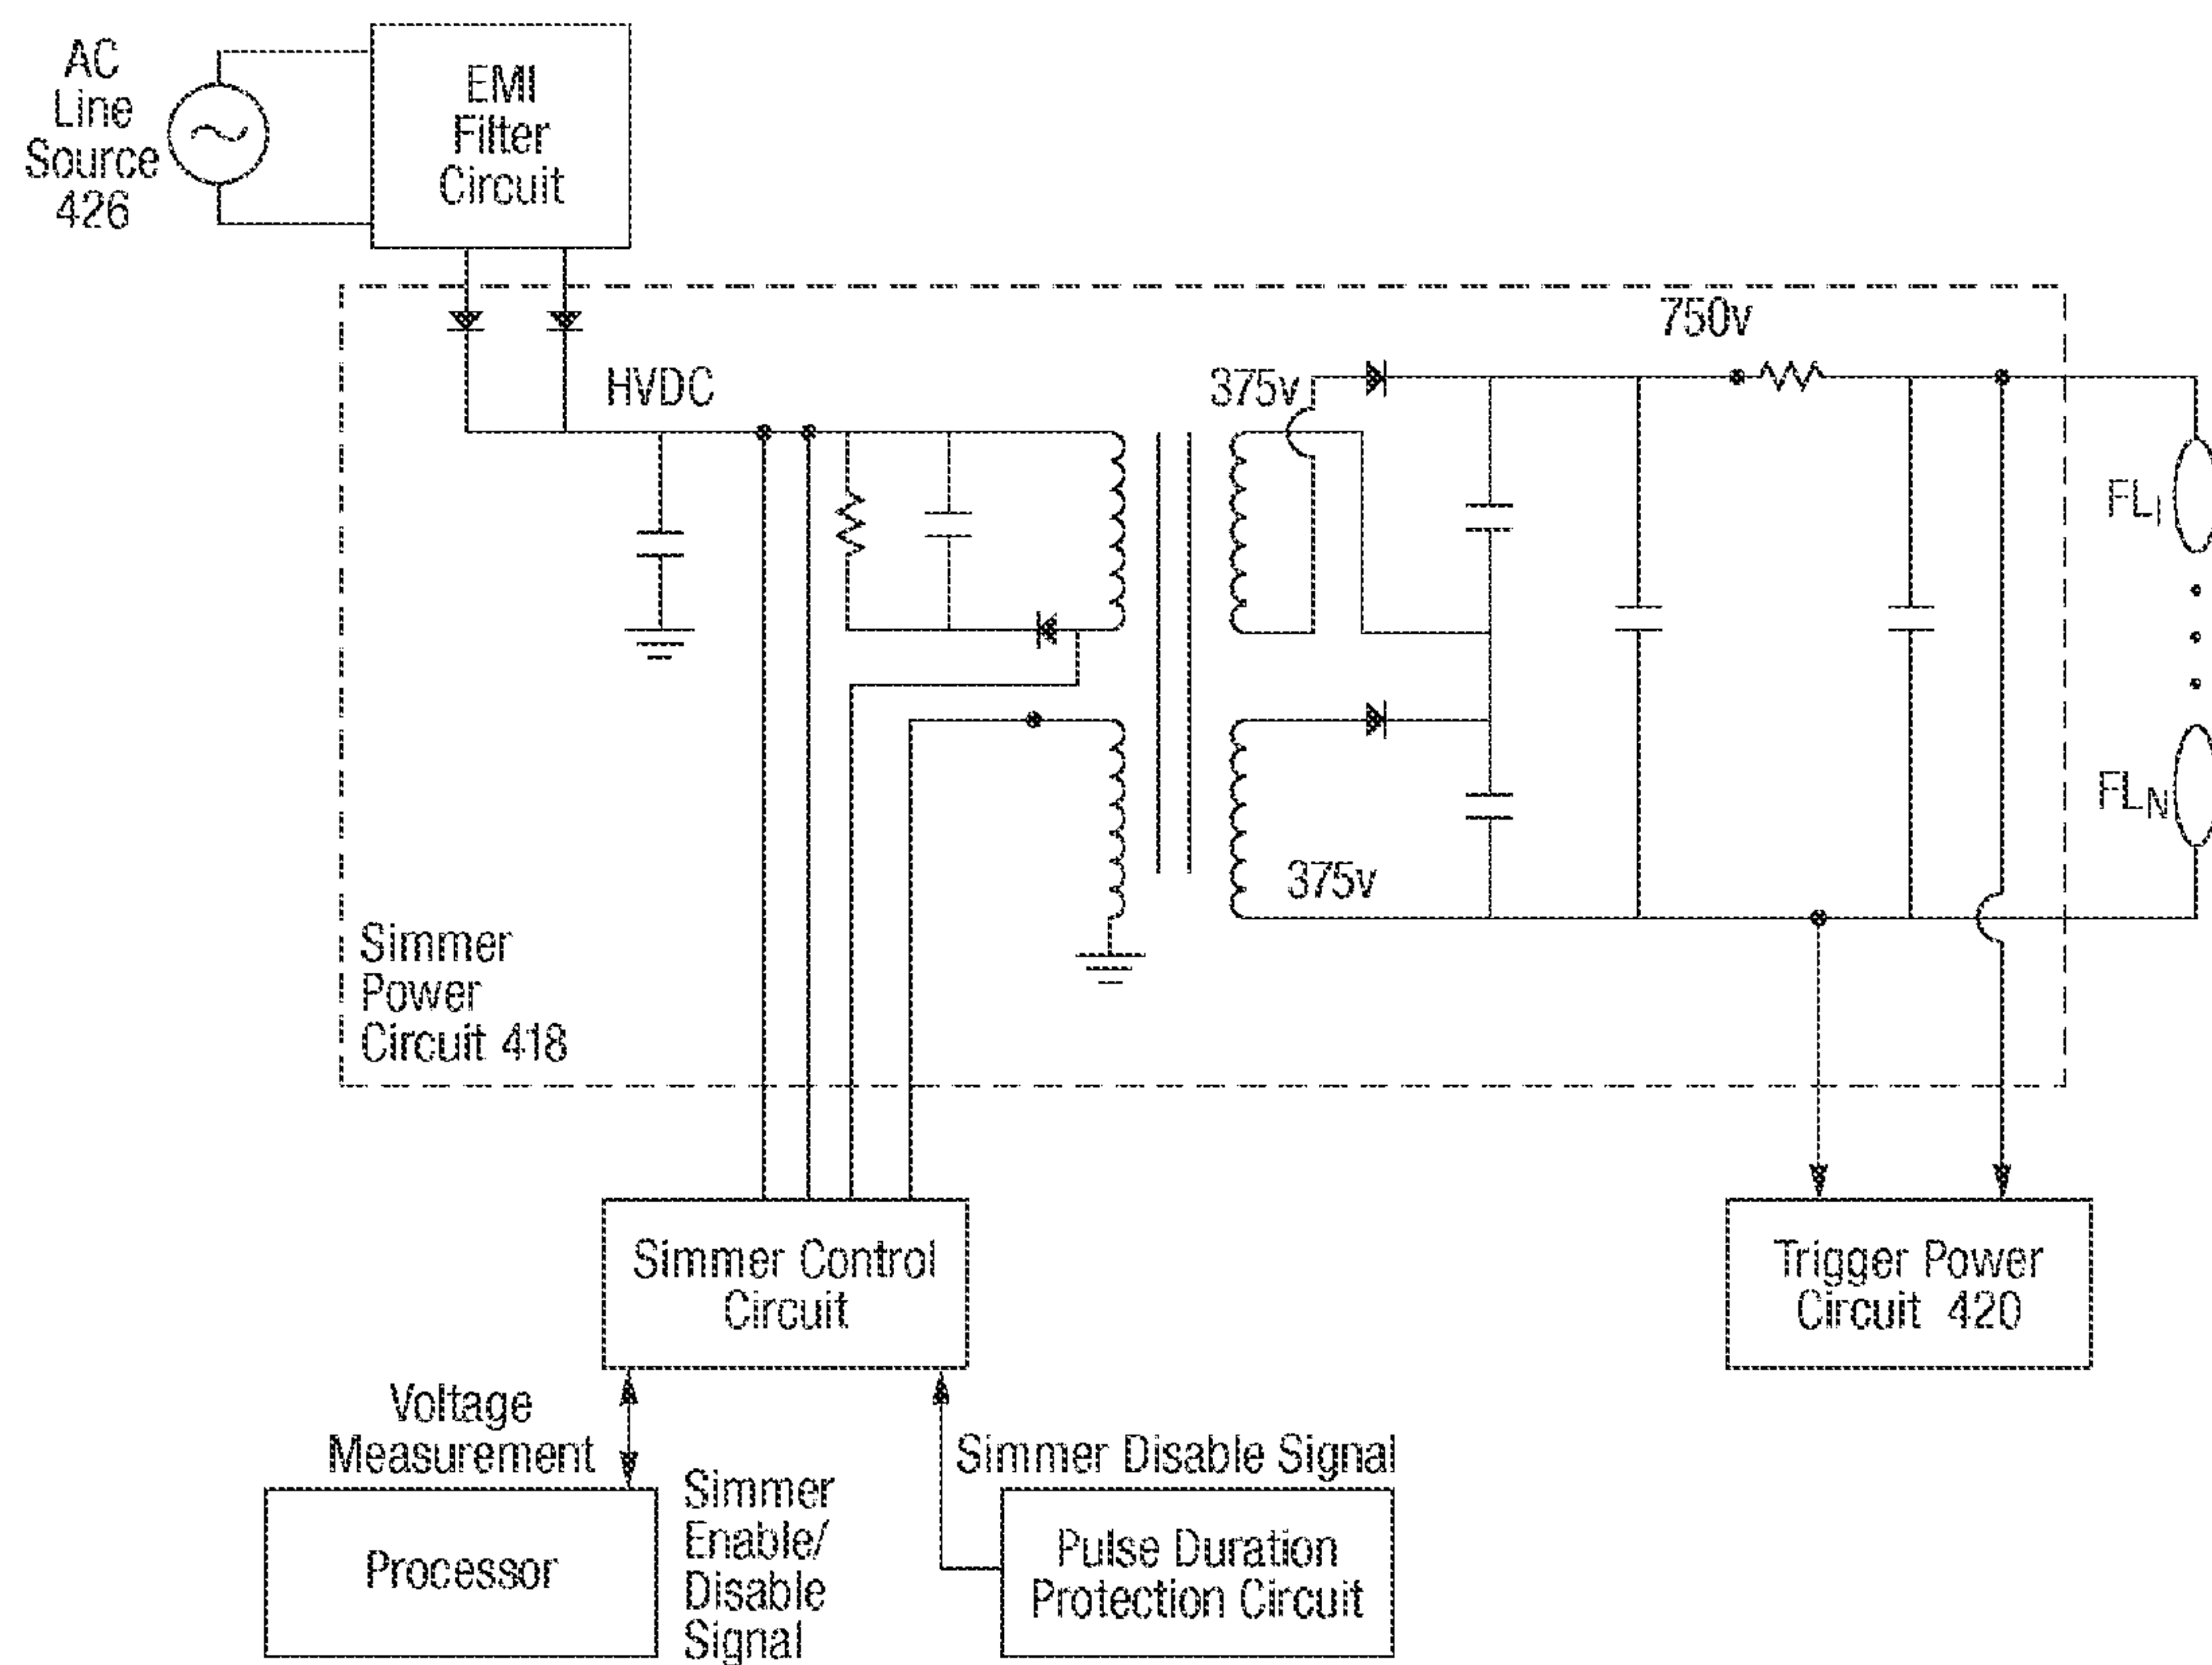 AC
Line
Source
426
EMI
Filter
Circuit
750v
HVDC
375v
FL1
FLN
375v
Simmer
Power
Circuit 418
Simmer Control
Circuit
Trigger Power
Circuit 420
Voltage
Measurement
Simmer Disable Signal
Simmer
Enable/
Disable
Signal
Processor
Pulse Duration
Protection Circuit